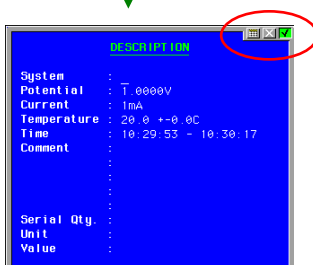 DESCRIPTION
System :
Potential : 1.0000V
Current : 1mA
Temperature : 20.0 +-0.0C
Time : 10:29:53 - 10:30:17
Comment :
:
:
:
Serial Qty. :
Unit :
Value :